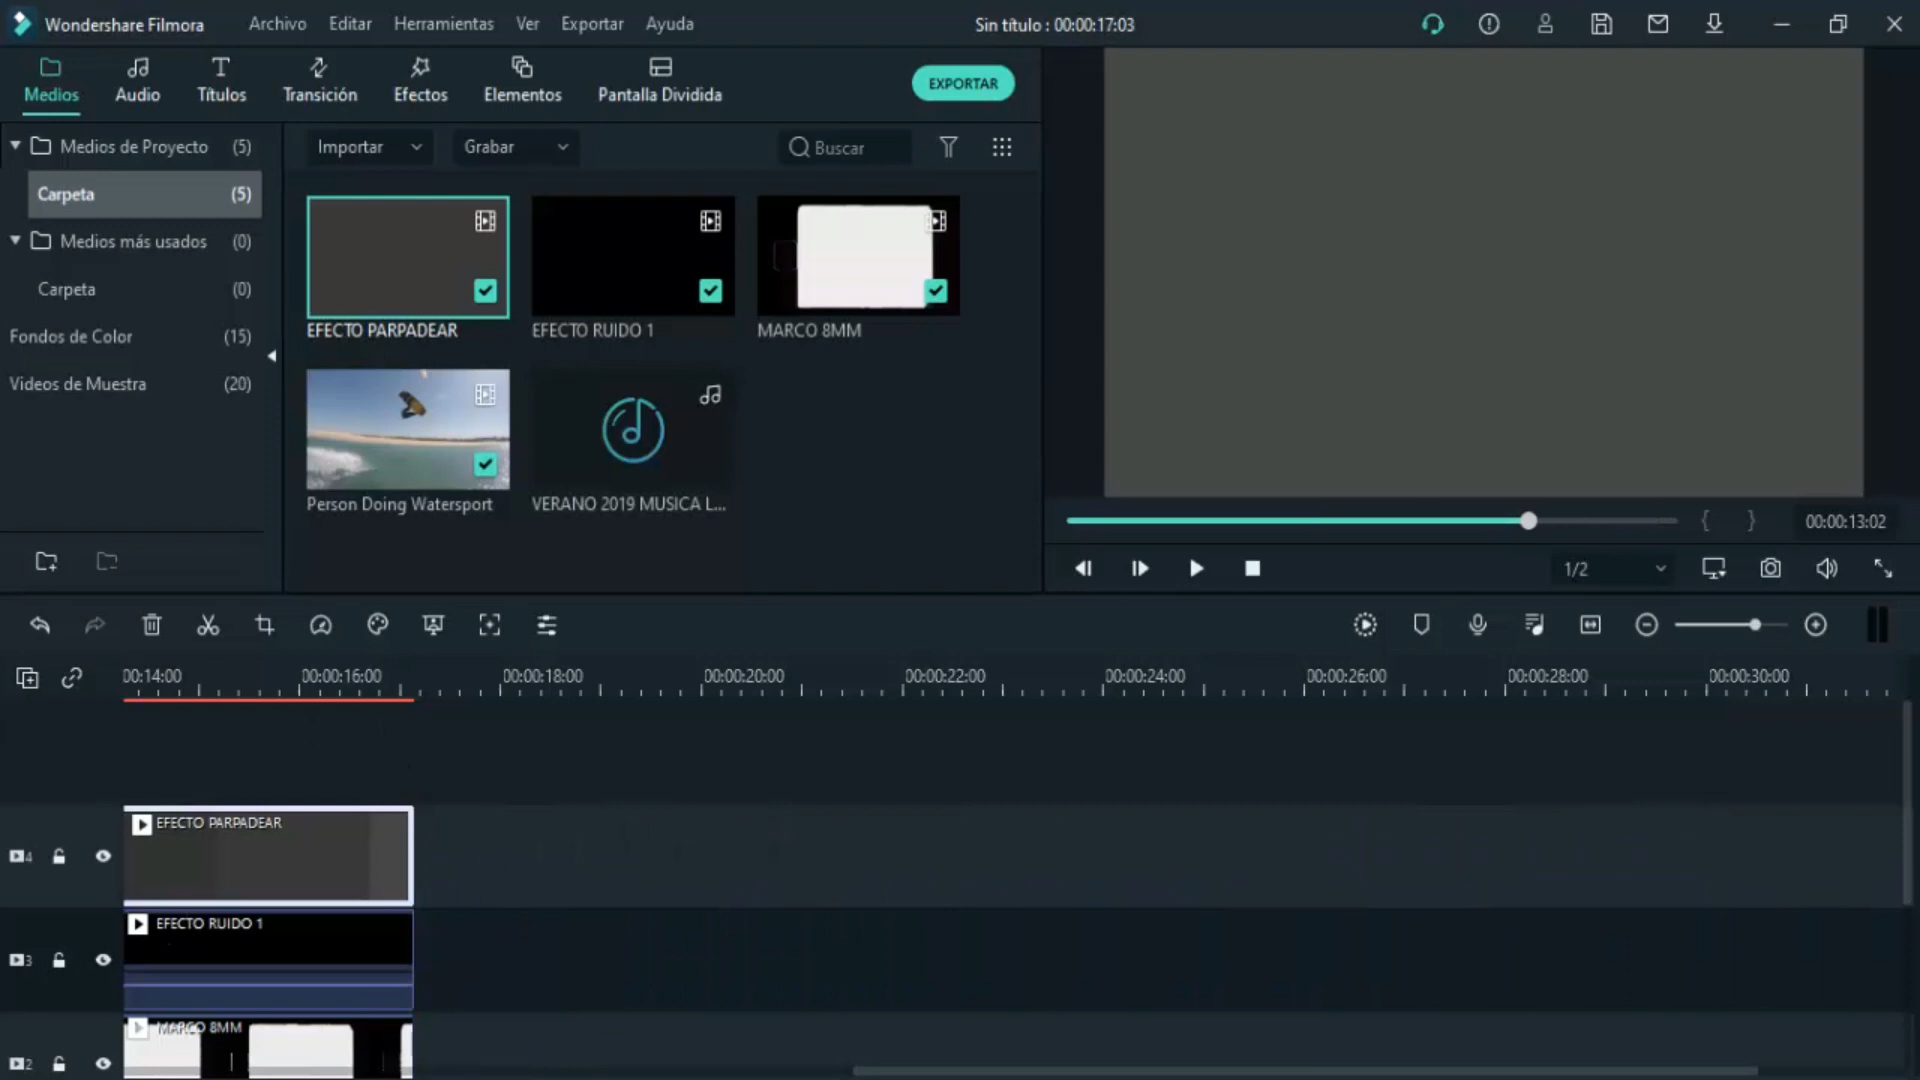 Wondershare Filmora Archivo Editar Herramientas Ver Exportar Ayuda Sin título : 00:00:17:03
Medios Audio Títulos Transición Efectos Elementos Pantalla Dividida EXPORTAR
Medios de Proyecto (5)
Carpeta (5)
Medios más usados (0)
Carpeta (0)
Fondos de Color (15)
Videos de Muestra (20)
Importar Grabar Buscar
EFECTO PARPADEAR EFECTO RUIDO 1 MARCO 8MM
Person Doing Watersport VERANO 2019 MUSICA L...
{ } 00:00:13:02
1/2
00:14:00 00:00:16:00 00:00:18:00 00:00:20:00 00:00:22:00 00:00:24:00 00:00:26:00 00:00:28:00 00:00:30:00
EFECTO PARPADEAR
4
EFECTO RUIDO 1
3
MARCO 8MM
2